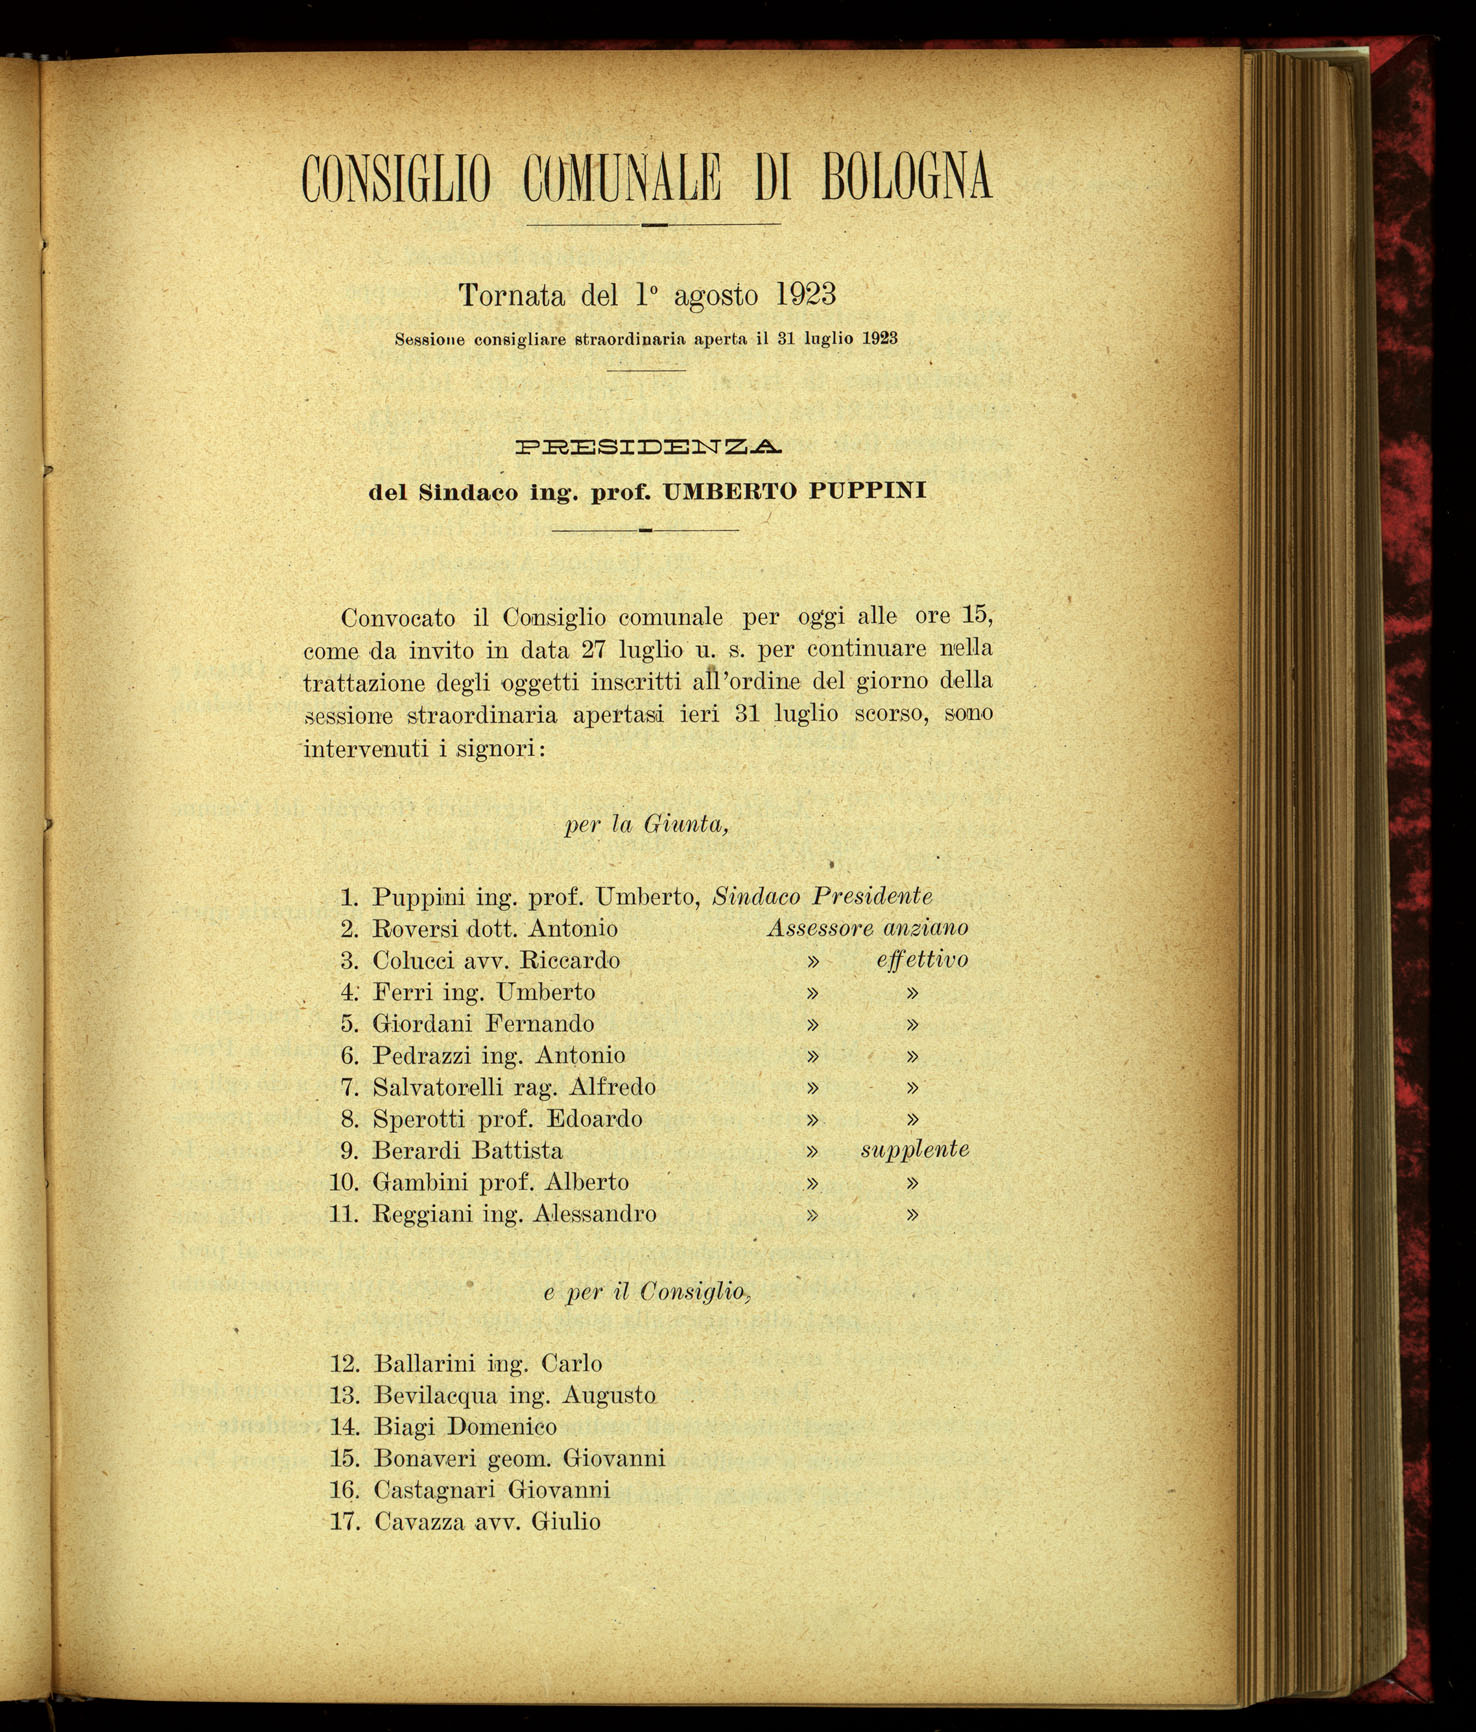 CONSIGLIO COMUNALE DI BOLOGNA
Tornata del 1º agosto 1923
Sessione consigliare straordinaria aperta il 31 luglio 1923
PRESIDENZA
del Sindaco ing. prof. UMBERTO PUPPINI
Convocato il Consiglio comunale per oggi alle ore 15,
come da invito in data 27 luglio u. s. per continuare nella
trattazione degli oggetti inscritti all'ordine del giorno della
sessione straordinaria apertasi ieri 31 luglio scorso, sono
intervenuti i signori:
per la Giunta,
1. Puppini ing. prof. Umberto, Sindaco Presidente
2. Roversi dott. Antonio Assessore anziano
3. Colucci avv. Riccardo » effettivo
4. Ferri ing. Umberto » »
5. Giordani Fernando » »
6. Pedrazzi ing. Antonio » »
7. Salvatorelli rag. Alfredo » »
8. Sperotti prof. Edoardo » »
9. Berardi Battista » supplente
10. Gambini prof. Alberto » »
11. Reggiani ing. Alessandro » »
e per il Consiglio,
12. Ballarini ing. Carlo
13. Bevilacqua ing. Augusto
14. Biagi Domenico
15. Bonaveri geom. Giovanni
16. Castagnari Giovanni
17. Cavazza avv. Giulio